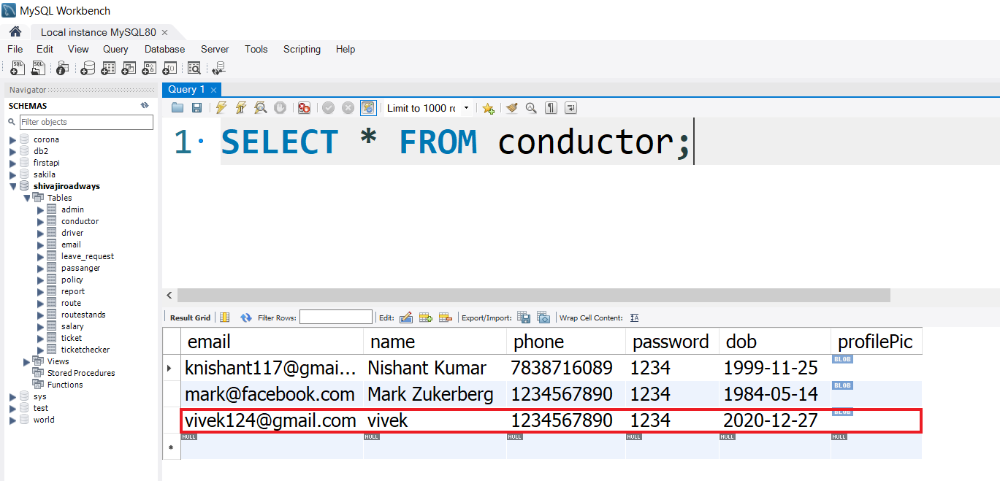 MySQL Workbench
Local instance MySQL80 ×
File Edit View Query Database Server Tools Scripting Help
Navigator
SCHEMAS
Filter objects
corona
db2
firstapi
sakila
shivajiroadways
Tables
admin
conductor
driver
email
leave_request
passanger
policy
report
route
routestands
salary
ticket
ticketchecker
Views
Stored Procedures
Functions
sys
test
world
Query 1 ×
Limit to 1000 rc
1 SELECT * FROM conductor;
Result Grid Filter Rows: Edit: Export/Import: Wrap Cell Content:
email name phone password dob profilePic
knishant117@gmai... Nishant Kumar 7838716089 1234 1999-11-25 BLOB
mark@facebook.com Mark Zukerberg 1234567890 1234 1984-05-14 BLOB
vivek124@gmail.com vivek 1234567890 1234 2020-12-27 BLOB
NULL NULL NULL NULL NULL NULL